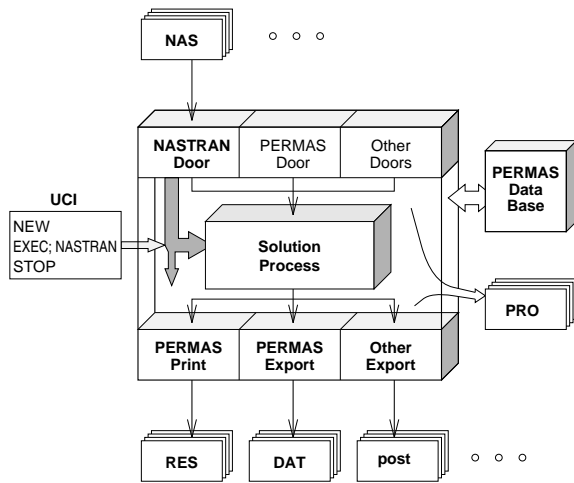 NAS
NASTRAN
Door
PERMAS
Door
Other
Doors
PERMAS
Data
Base
UCI
NEW
EXEC; NASTRAN
STOP
Solution
Process
PRO
PERMAS
Print
PERMAS
Export
Other
Export
RES
DAT
post